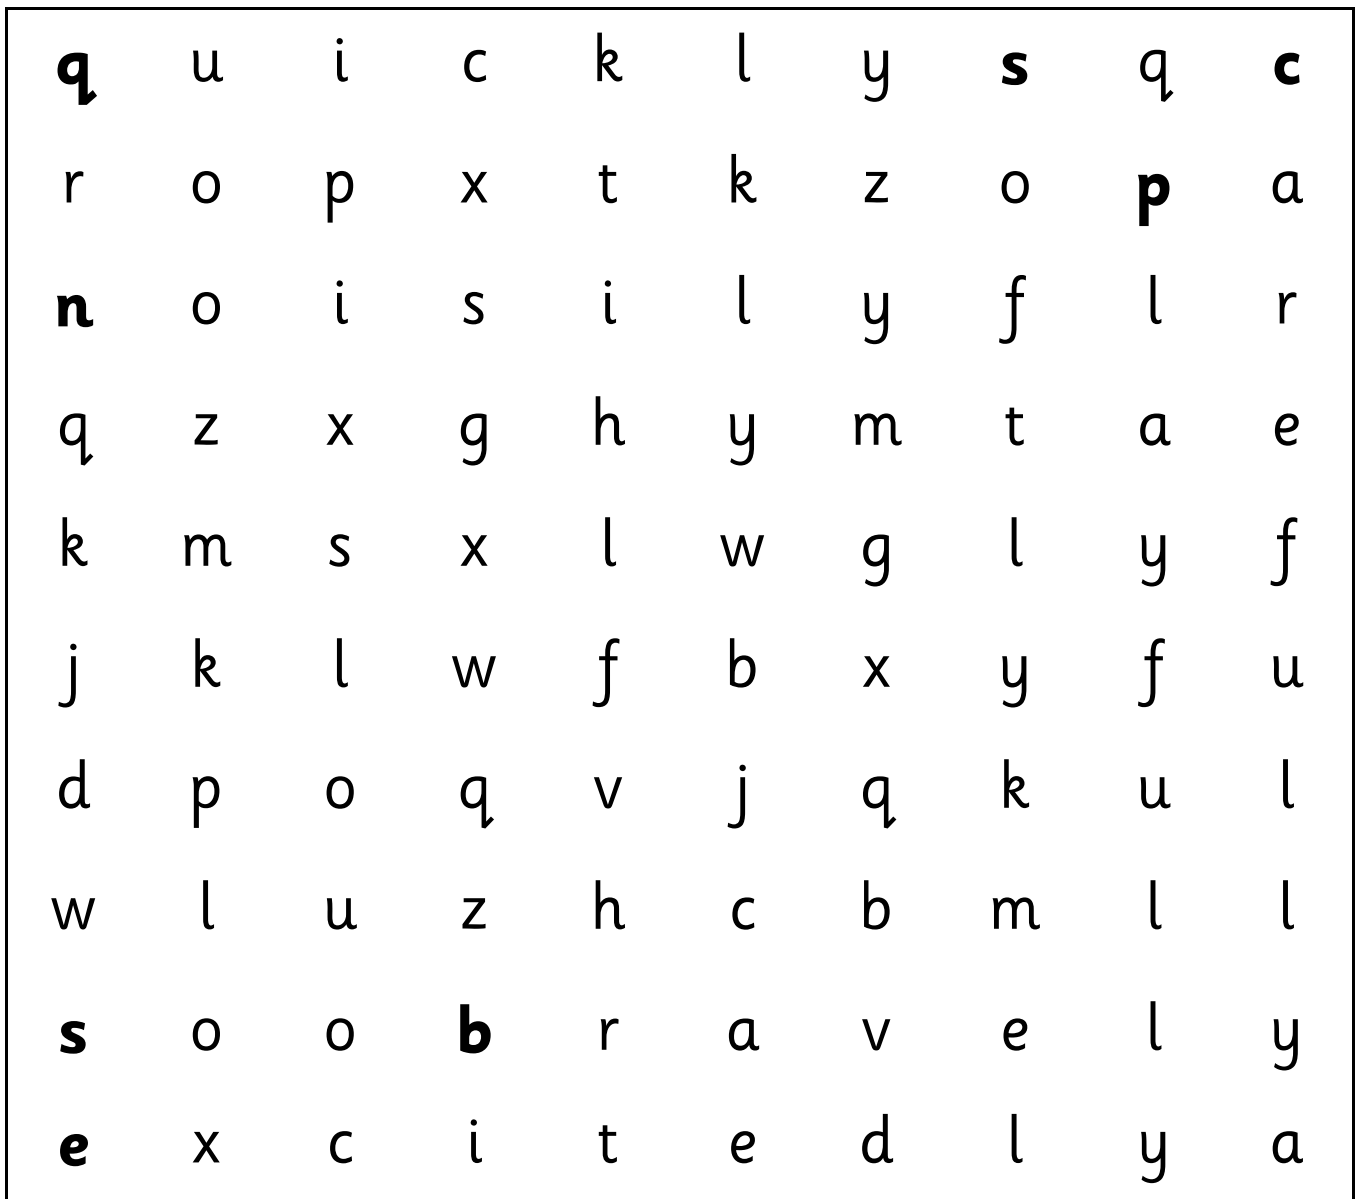 q u i c k l y s q c
r o p x t k z o p a
n o i s i l y f l r
q z x g h y m t a e
k m s x l w g l y f
j k l w f b x y f u
d p o q v j q k u l
w l u z h c b m l l
s o o b r a v e l y
e x c i t e d l y a